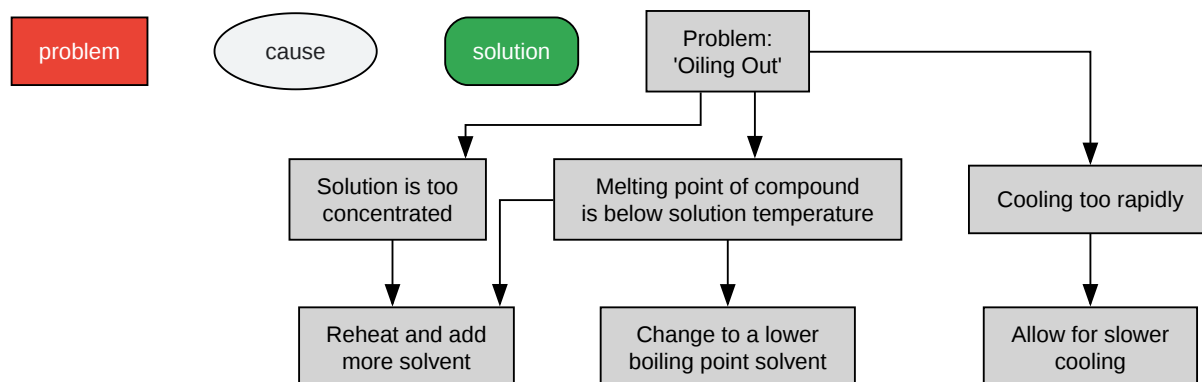 problem
cause
solution
Problem:
'Oiling Out'
Solution is too
concentrated
Melting point of compound
is below solution temperature
Cooling too rapidly
Reheat and add
more solvent
Change to a lower
boiling point solvent
Allow for slower
cooling